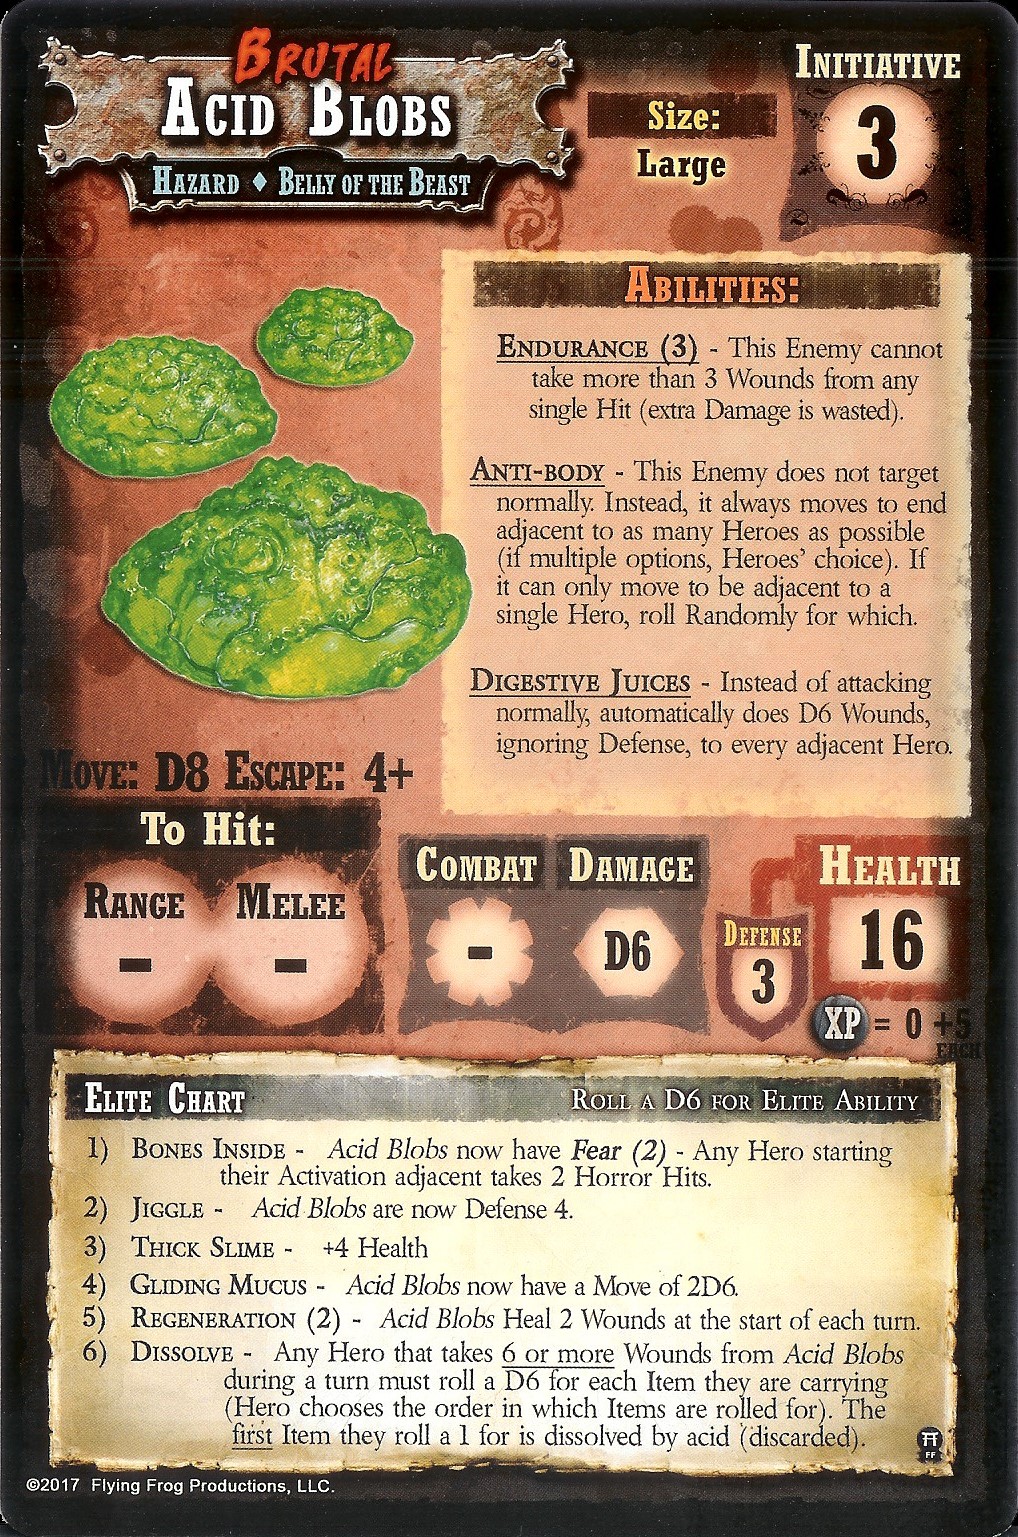 Brutal
Acid Blobs
Hazard ♦ Belly of the Beast
Size:
Large
Initiative
3
Abilities:
Endurance (3) - This Enemy cannot
take more than 3 Wounds from any
single Hit (extra Damage is wasted).
Anti-body - This Enemy does not target
normally. Instead, it always moves to end
adjacent to as many Heroes as possible
(if multiple options, Heroes' choice). If
it can only move to be adjacent to a
single Hero, roll Randomly for which.
Digestive Juices - Instead of attacking
normally, automatically does D6 Wounds,
ignoring Defense, to every adjacent Hero.
Move: D8 Escape: 4+
To Hit:
Range
-
Melee
-
Combat
-
Damage
D6
Defense
3
Health
16
XP = 0 +5
EACH
Elite Chart
Roll a D6 for Elite Ability
1) Bones Inside - Acid Blobs now have Fear (2) - Any Hero starting
their Activation adjacent takes 2 Horror Hits.
2) Jiggle - Acid Blobs are now Defense 4.
3) Thick Slime - +4 Health
4) Gliding Mucus - Acid Blobs now have a Move of 2D6.
5) Regeneration (2) - Acid Blobs Heal 2 Wounds at the start of each turn.
6) Dissolve - Any Hero that takes 6 or more Wounds from Acid Blobs
during a turn must roll a D6 for each Item they are carrying
(Hero chooses the order in which Items are rolled for). The
first Item they roll a 1 for is dissolved by acid (discarded).
FF
©2017 Flying Frog Productions, LLC.